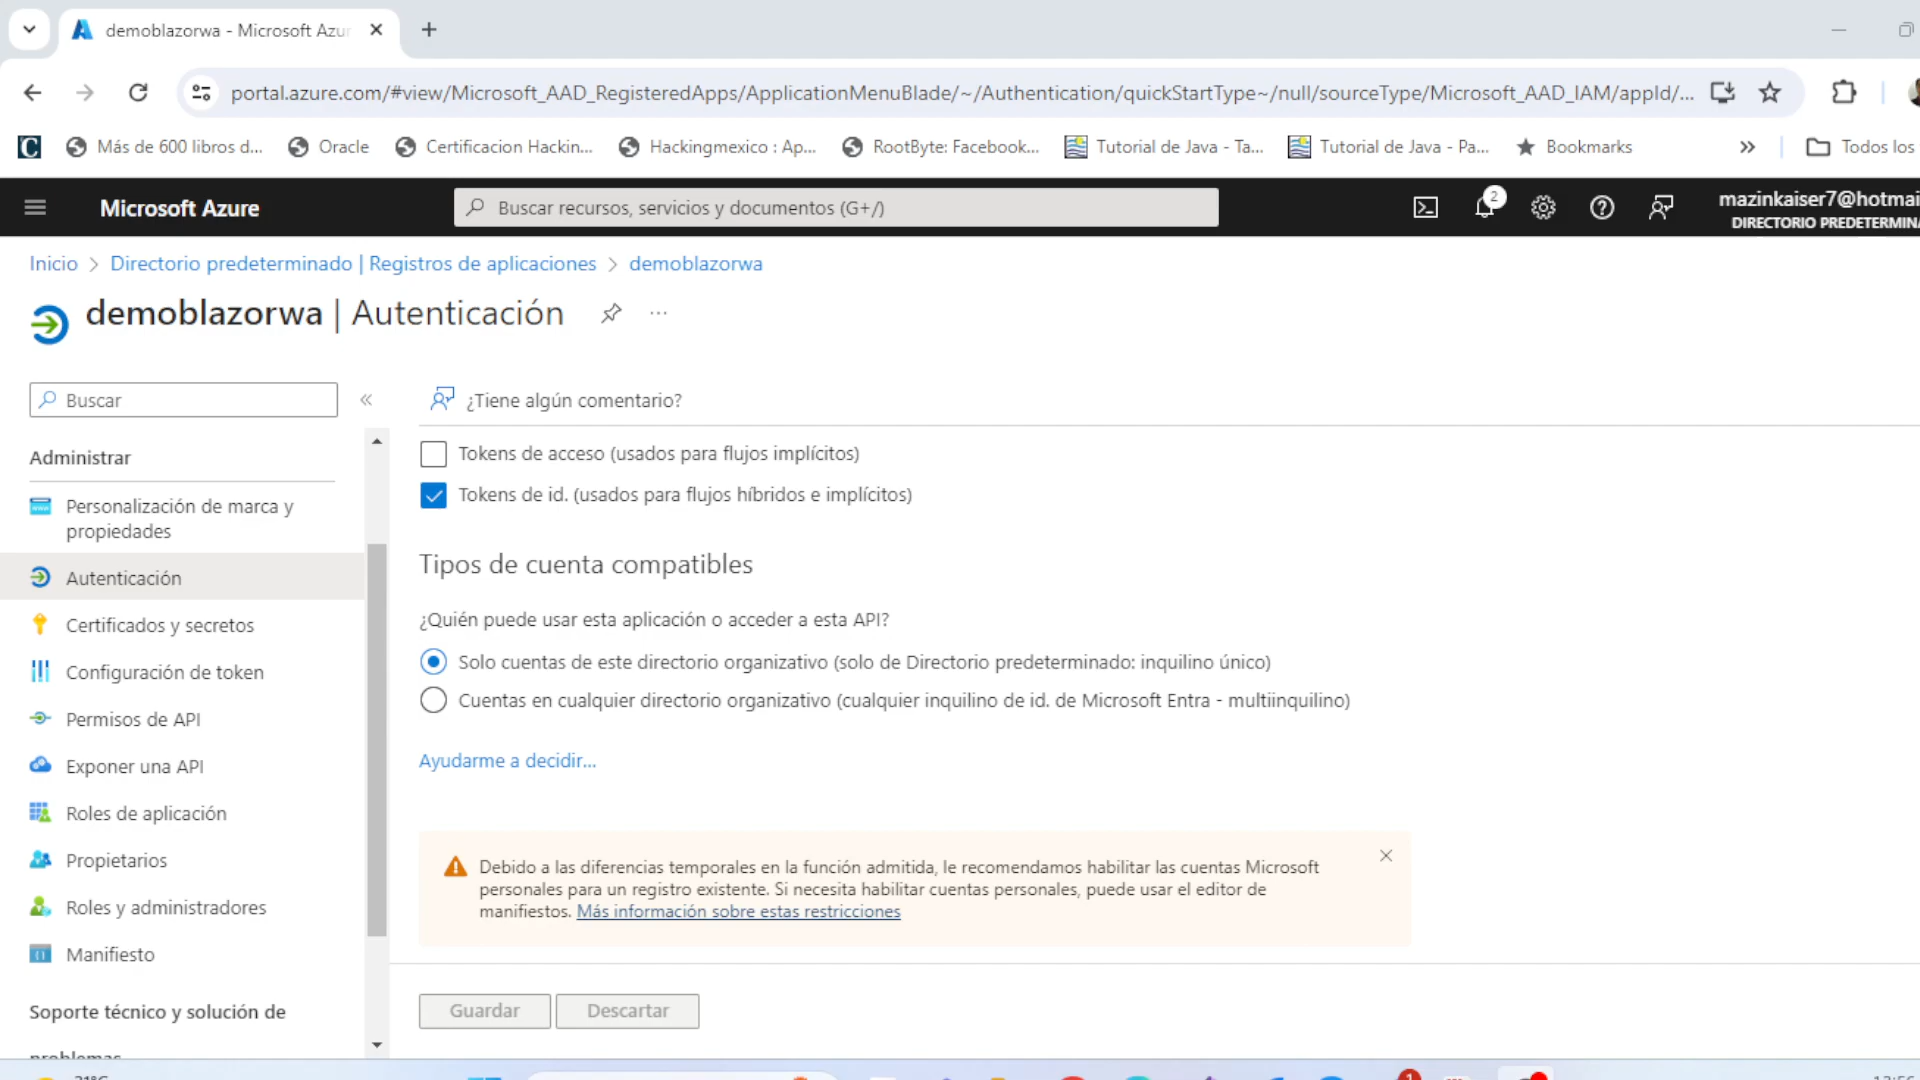 demoblazorwa - Microsoft Azur
portal.azure.com/#view/Microsoft_AAD_RegisteredApps/ApplicationMenuBlade/~/Authentication/quickStartType~/null/sourceType/Microsoft_AAD_IAM/appId/...
Más de 600 libros d... Oracle Certificacion Hackin... Hackingmexico : Ap... RootByte: Facebook... Tutorial de Java - Ta... Tutorial de Java - Pa... Bookmarks » Todos los
Microsoft Azure
Buscar recursos, servicios y documentos (G+/)
2
mazinkaiser7@hotmai
DIRECTORIO PREDETERMIN
Inicio > Directorio predeterminado | Registros de aplicaciones > demoblazorwa
demoblazorwa | Autenticación ...
Buscar
«
¿Tiene algún comentario?
Administrar
Personalización de marca y
propiedades
Autenticación
Certificados y secretos
Configuración de token
Permisos de API
Exponer una API
Roles de aplicación
Propietarios
Roles y administradores
Manifiesto
Soporte técnico y solución de
problemas
Tokens de acceso (usados para flujos implícitos)
Tokens de id. (usados para flujos híbridos e implícitos)
Tipos de cuenta compatibles
¿Quién puede usar esta aplicación o acceder a esta API?
Solo cuentas de este directorio organizativo (solo de Directorio predeterminado: inquilino único)
Cuentas en cualquier directorio organizativo (cualquier inquilino de id. de Microsoft Entra - multiinquilino)
Ayudarme a decidir...
Debido a las diferencias temporales en la función admitida, le recomendamos habilitar las cuentas Microsoft
personales para un registro existente. Si necesita habilitar cuentas personales, puede usar el editor de
manifiestos. Más información sobre estas restricciones
Guardar Descartar
1